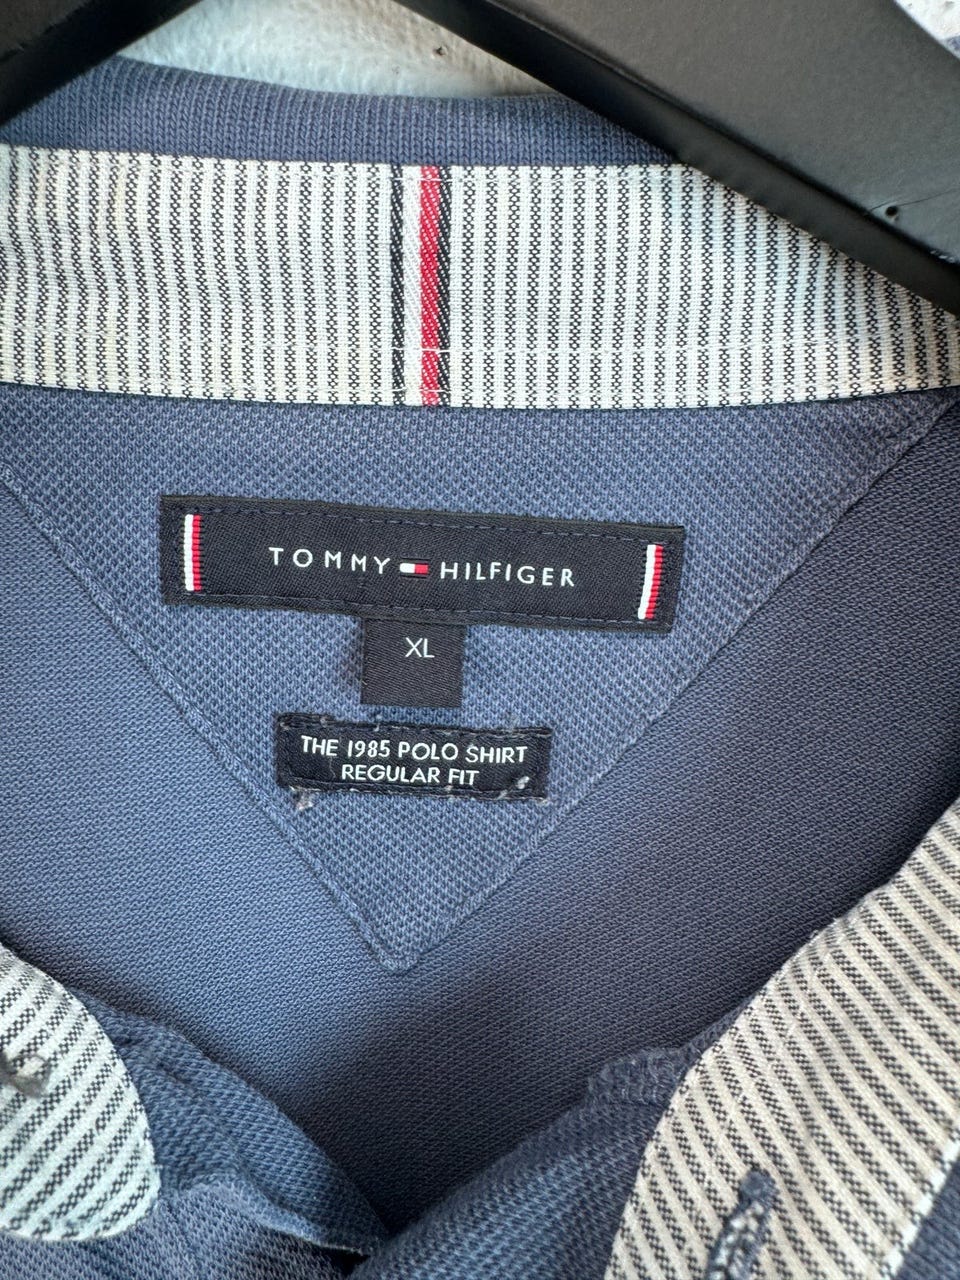 TOMMY HILFIGER
XL
THE 1985 POLO SHIRT
REGULAR FIT